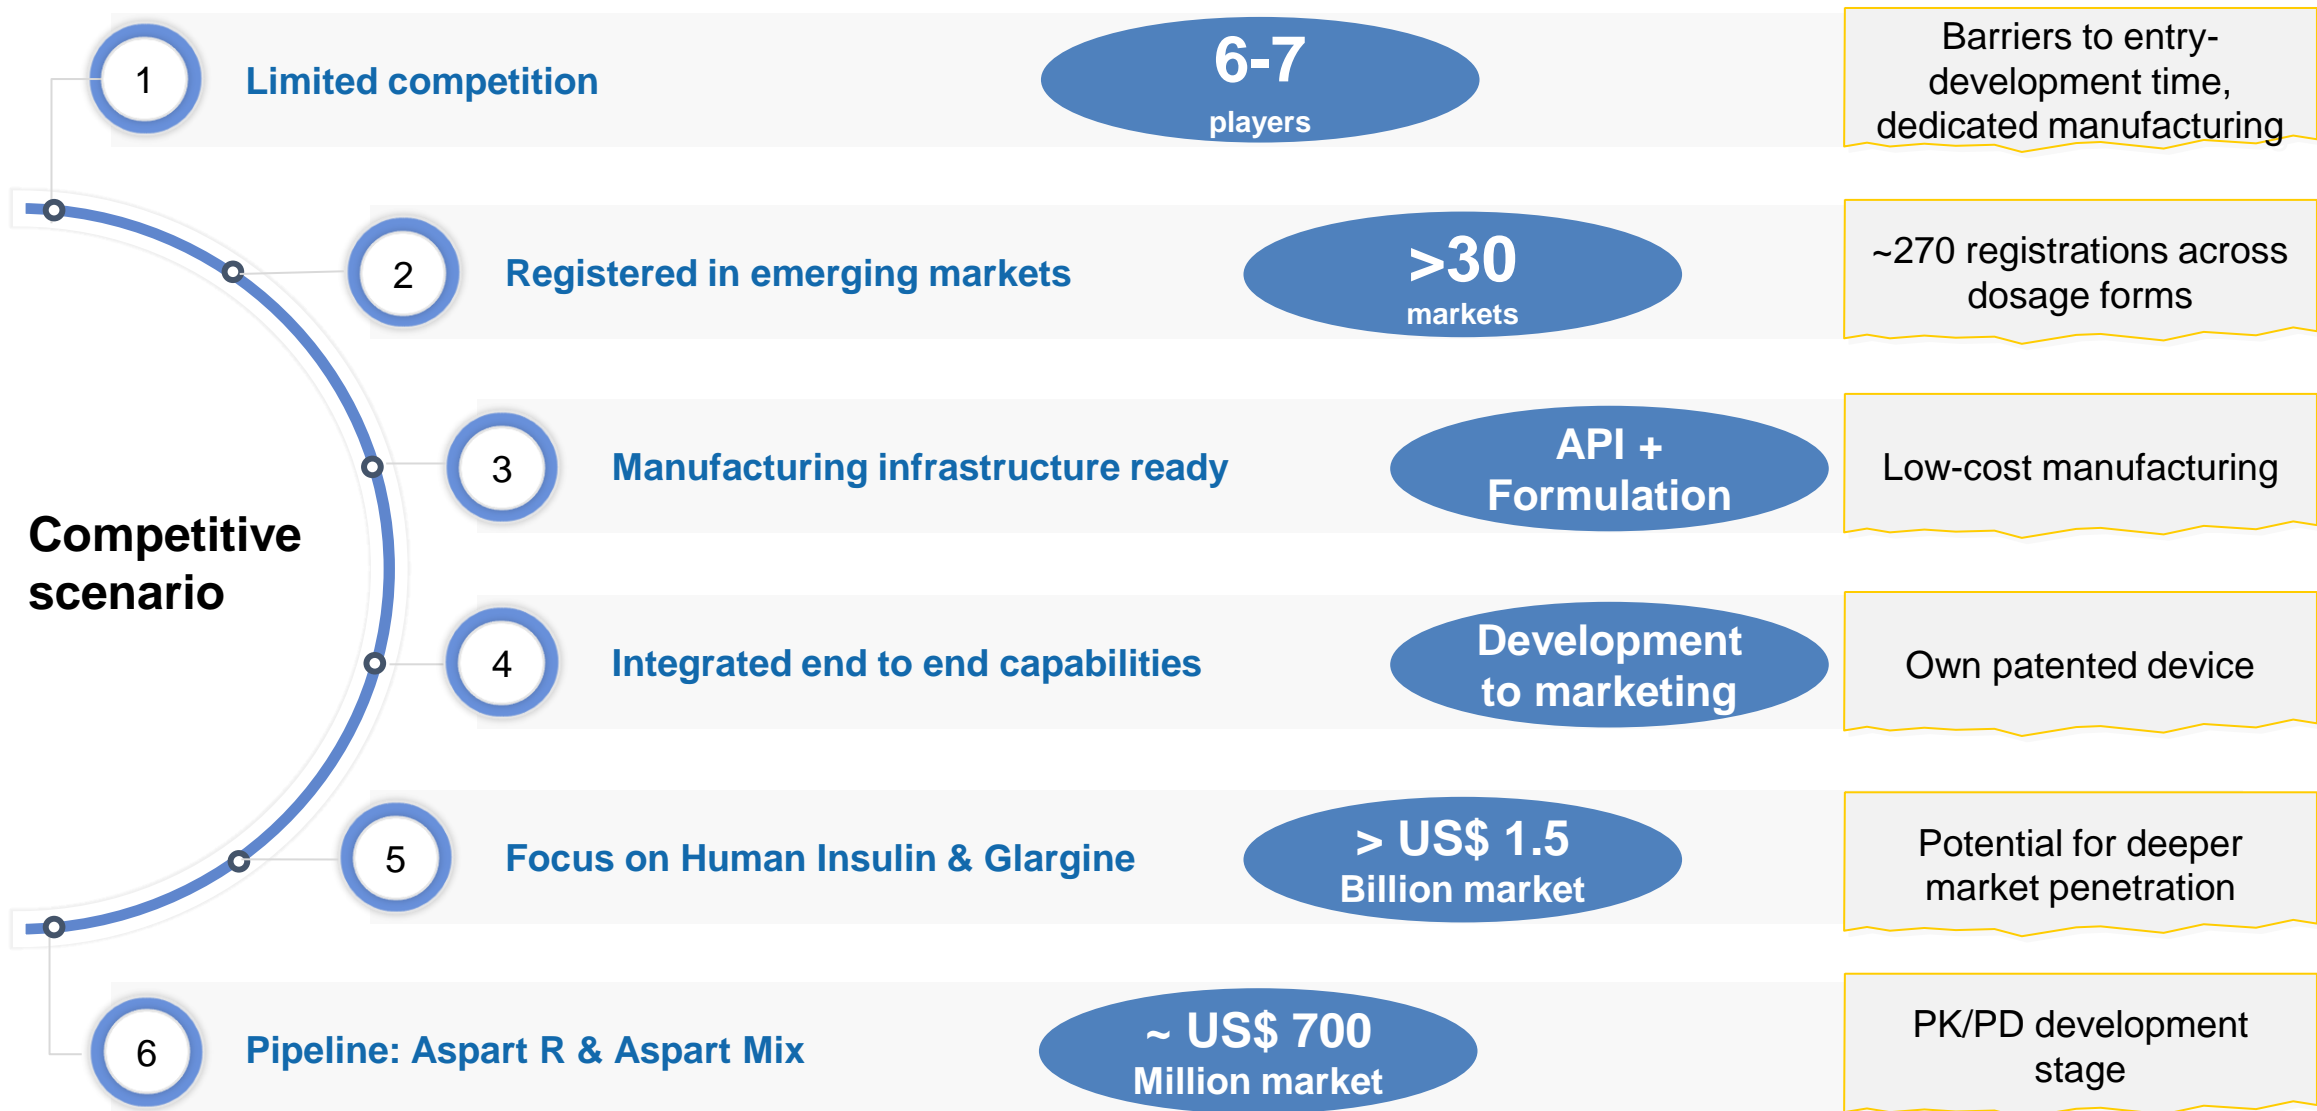 1
Limited competition
6-7
players
Barriers to entry-
development time,
dedicated manufacturing
2
Registered in emerging markets
>30
markets
~270 registrations across
dosage forms
3
Manufacturing infrastructure ready
API +
Formulation
Low-cost manufacturing
Competitive
scenario
4
Integrated end to end capabilities
Development
to marketing
Own patented device
5
Focus on Human Insulin & Glargine
> US$ 1.5
Billion market
Potential for deeper
market penetration
6
Pipeline: Aspart R & Aspart Mix
~ US$ 700
Million market
PK/PD development
stage